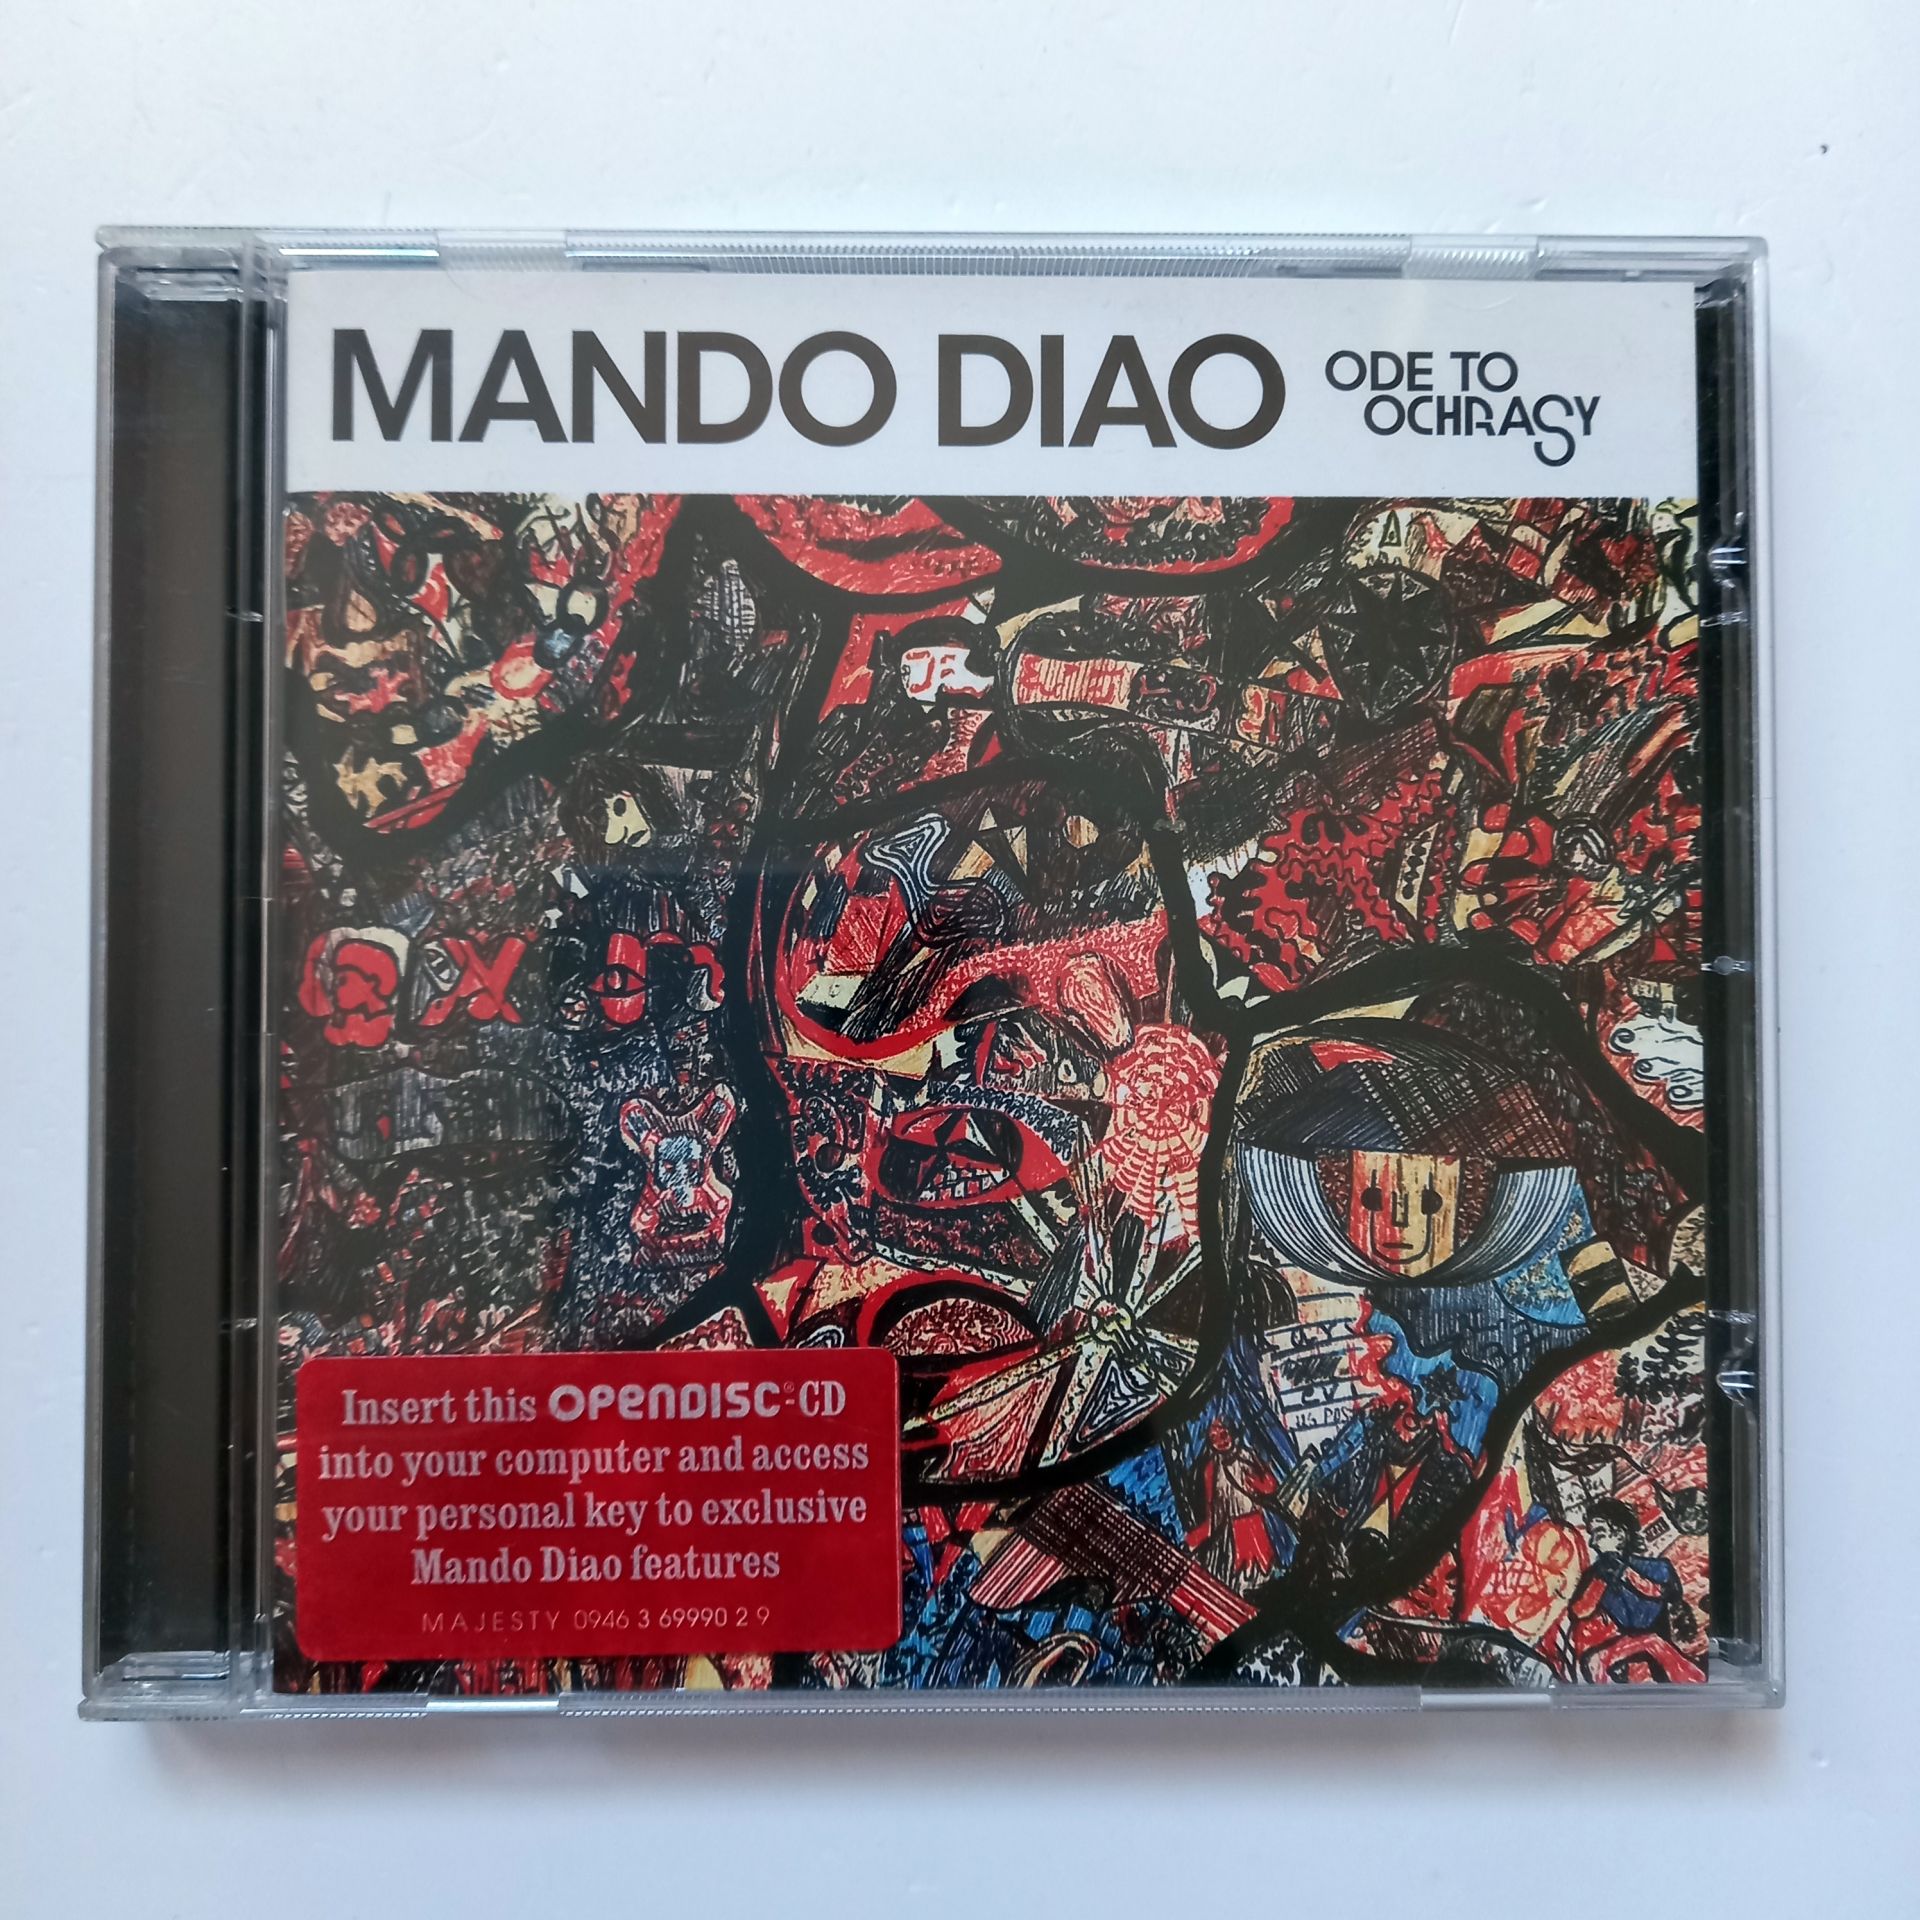 MANDO DIAO
ODE TO
OCHRASY
Insert this OPENDISC®-CD
into your computer and access
your personal key to exclusive
Mando Diao features
MAJESTY 0946 3 69990 2 9